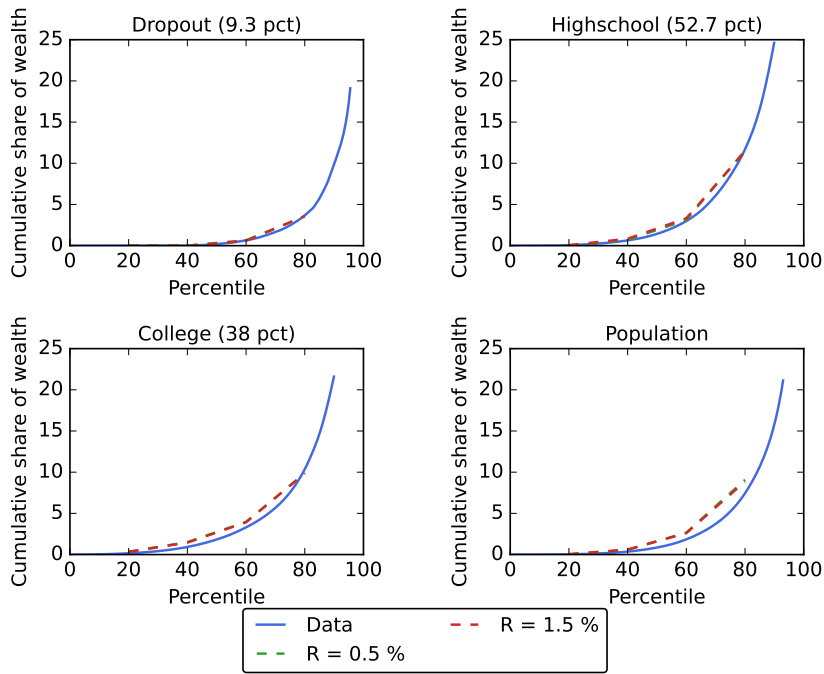 Dropout (9.3 pct)
Cumulative share of wealth
25
20
15
10
5
0
0 20 40 60 80 100
Percentile
Highschool (52.7 pct)
Cumulative share of wealth
25
20
15
10
5
0
0 20 40 60 80 100
Percentile
College (38 pct)
Cumulative share of wealth
25
20
15
10
5
0
0 20 40 60 80 100
Percentile
Population
Cumulative share of wealth
25
20
15
10
5
0
0 20 40 60 80 100
Percentile
Data
R = 0.5 %
R = 1.5 %